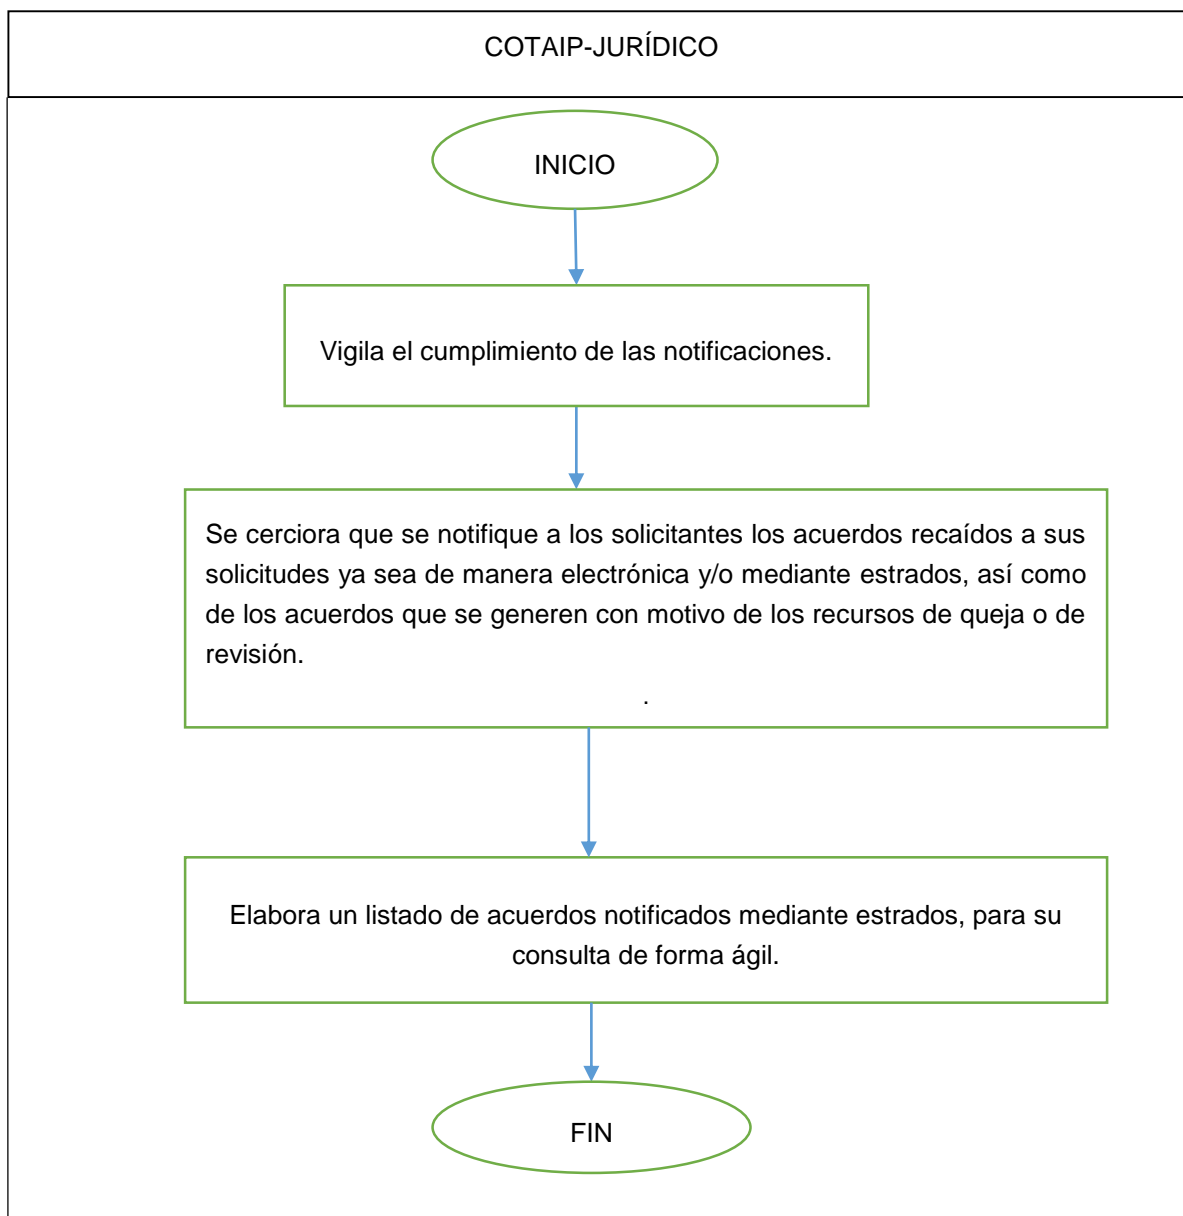 COTAIP-JURÍDICO
INICIO
Vigila el cumplimiento de las notificaciones.
Se cerciora que se notifique a los solicitantes los acuerdos recaídos a sus
solicitudes ya sea de manera electrónica y/o mediante estrados, así como
de los acuerdos que se generen con motivo de los recursos de queja o de
revisión.
.
Elabora un listado de acuerdos notificados mediante estrados, para su
consulta de forma ágil.
FIN